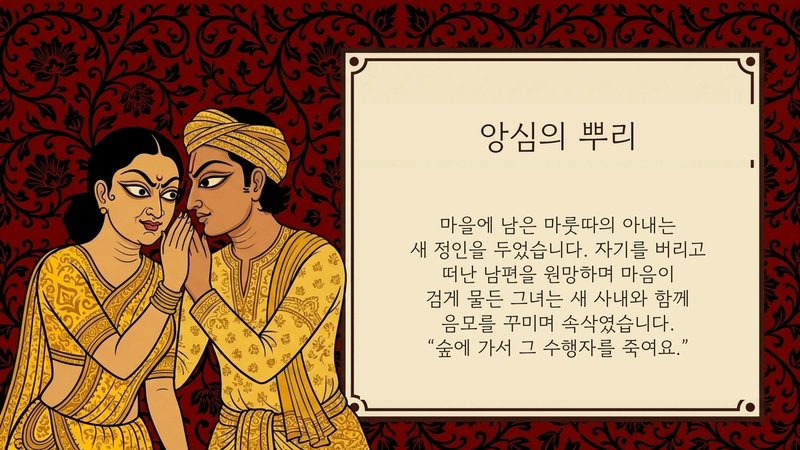 앙심의 뿌리
마을에 남은 마룻따의 아내는
새 정인을 두었습니다. 자기를 버리고
떠난 남편을 원망하며 마음이
검게 물든 그녀는 새 사내와 함께
음모를 꾸미며 속삭였습니다.
“숲에 가서 그 수행자를 죽여요.”